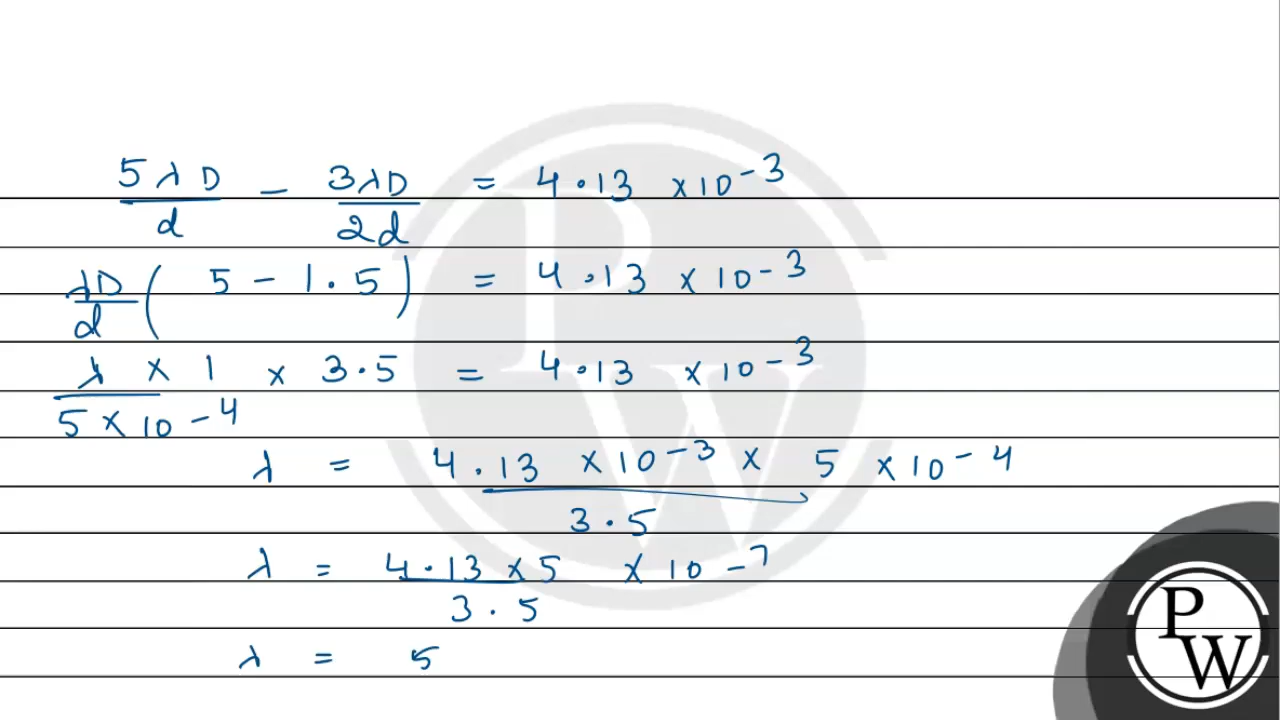 5λD/d - 3λD/2d = 4.13 ×10^-3
λD/d ( 5 - 1.5 ) = 4.13 ×10^-3
λ × 1/5 × 10^-4 × 3.5 = 4.13 ×10^-3
λ = 4.13 ×10^-3 × 5 ×10^-4/3.5
λ = 4.13 × 5/3.5 × 10^-7
λ = 5
PW
PW